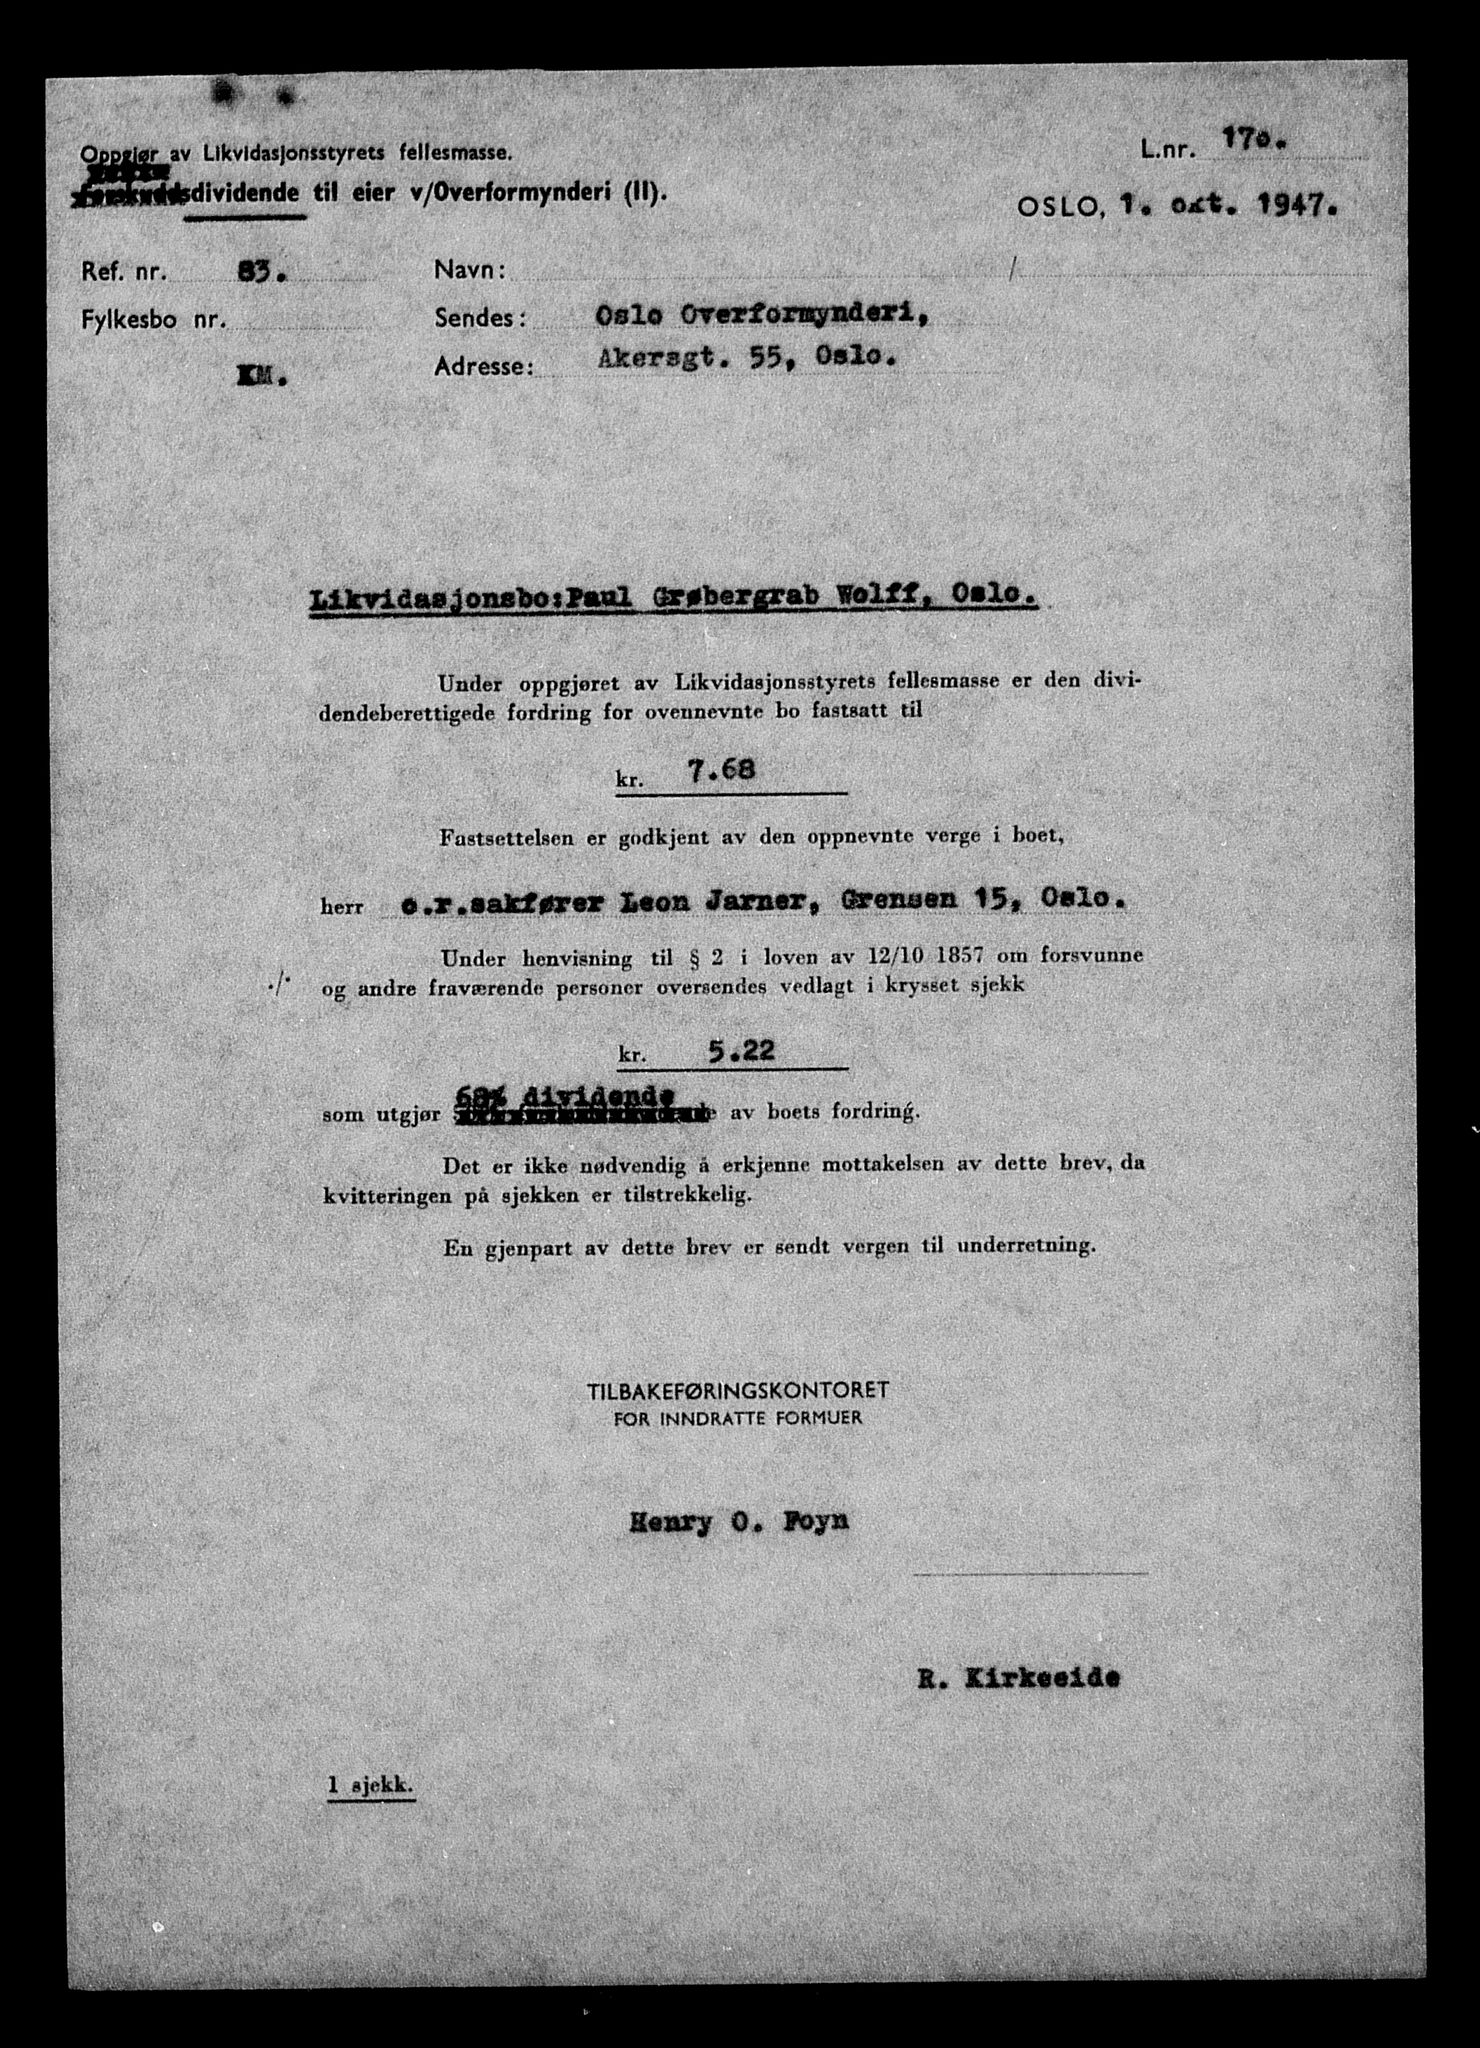 Oppgjør av Likvidasjonsstyrets fellesmasse.
L.nr. 170.
forskuddsdividende til eier v/Overformynderi (II).
OSLO, 1. okt. 1947.
Ref. nr. 83. Navn: /
Fylkesbo nr. Sendes: Oslo Overformynderi,
KM. Adresse: Akersgt. 55, Oslo.
Likvidasjonsbo: Paul Grøbergrab Wolff, Oslo.
Under oppgjøret av Likvidasjonsstyrets fellesmasse er den divi-
dendeberettigede fordring for ovennevnte bo fastsatt til
kr. 7.68
Fastsettelsen er godkjent av den oppnevnte verge i boet,
herr o.r.sakfører Leon Jarner, Grensen 15, Oslo.
Under henvisning til § 2 i loven av 12/10 1857 om forsvunne
./. og andre fraværende personer oversendes vedlagt i krysset sjekk
kr. 5.22
68% dividende
som utgjør av boets fordring.
Det er ikke nødvendig å erkjenne mottakelsen av dette brev, da
kvitteringen på sjekken er tilstrekkelig.
En gjenpart av dette brev er sendt vergen til underretning.
TILBAKEFØRINGSKONTORET
FOR INNDRATTE FORMUER
Henry O. Foyn
R. Kirkeeide
1 sjekk.